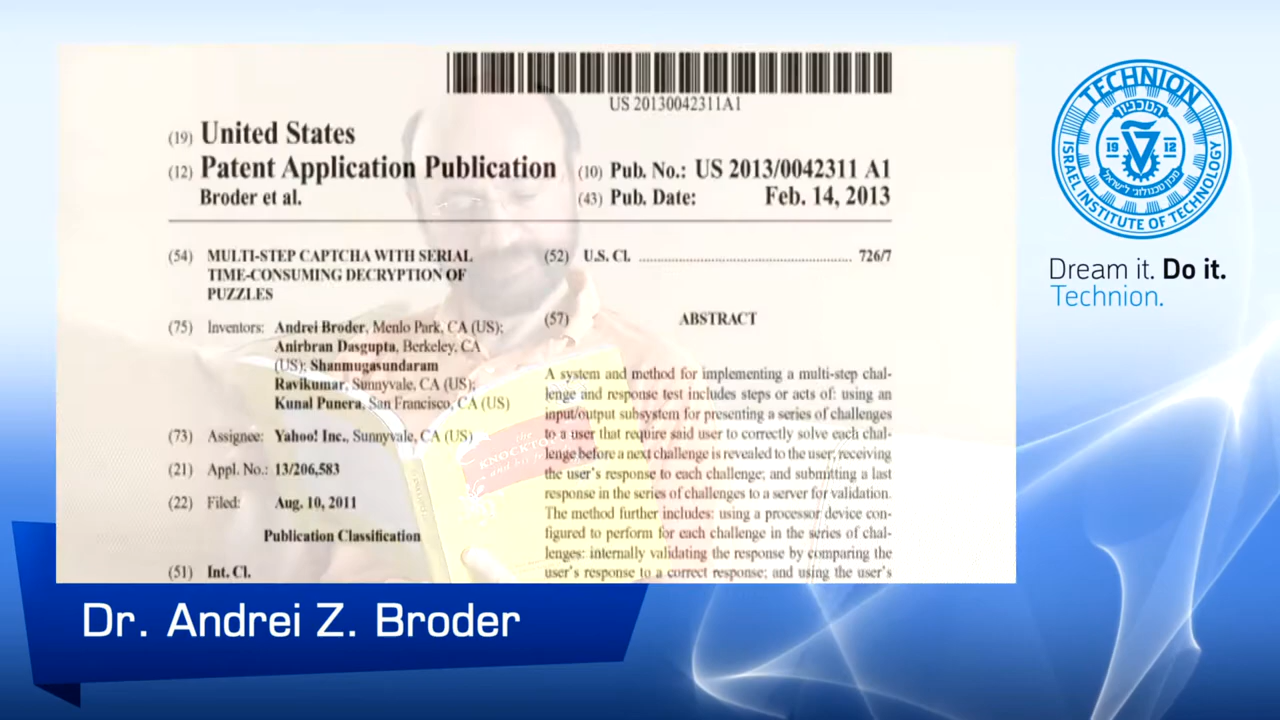 US 20130042311A1
(19) United States
(12) Patent Application Publication
Broder et al.
(10) Pub. No.: US 2013/0042311 A1
(43) Pub. Date: Feb. 14, 2013
(54) MULTI-STEP CAPTCHA WITH SERIAL
TIME-CONSUMING DECRYPTION OF
PUZZLES
(75) Inventors: Andrei Broder, Menlo Park, CA (US);
Anirban Dasgupta, Berkeley, CA
(US); Shanmugasundaram
Ravikumar, Sunnyvale, CA (US);
Kunal Punera, San Francisco, CA (US)
(73) Assignee: Yahoo! Inc., Sunnyvale, CA (US)
(21) Appl. No.: 13/206,583
(22) Filed: Aug. 10, 2011
Publication Classification
(51) Int. Cl.
(52) U.S. Cl. ........................................................ 726/7
(57) ABSTRACT
A system and method for implementing a multi-step chal-
lenge and response test includes steps or acts of: using an
input/output subsystem for presenting a series of challenges
to a user that require said user to correctly solve each chal-
lenge before a next challenge is revealed to the user; receiving
the user's response to each challenge; and submitting a last
response in the series of challenges to a server for validation.
The method further includes: using a processor device con-
figured to perform for each challenge in the series of chal-
lenges: internally validating the response by comparing the
user's response to a correct response; and using the user's
the
TECHNION
הטכניון
19 12
מכון טכנולוגי לישראל
ISRAEL INSTITUTE OF TECHNOLOGY
Dream it. Do it.
Technion.
Dr. Andrei Z. Broder